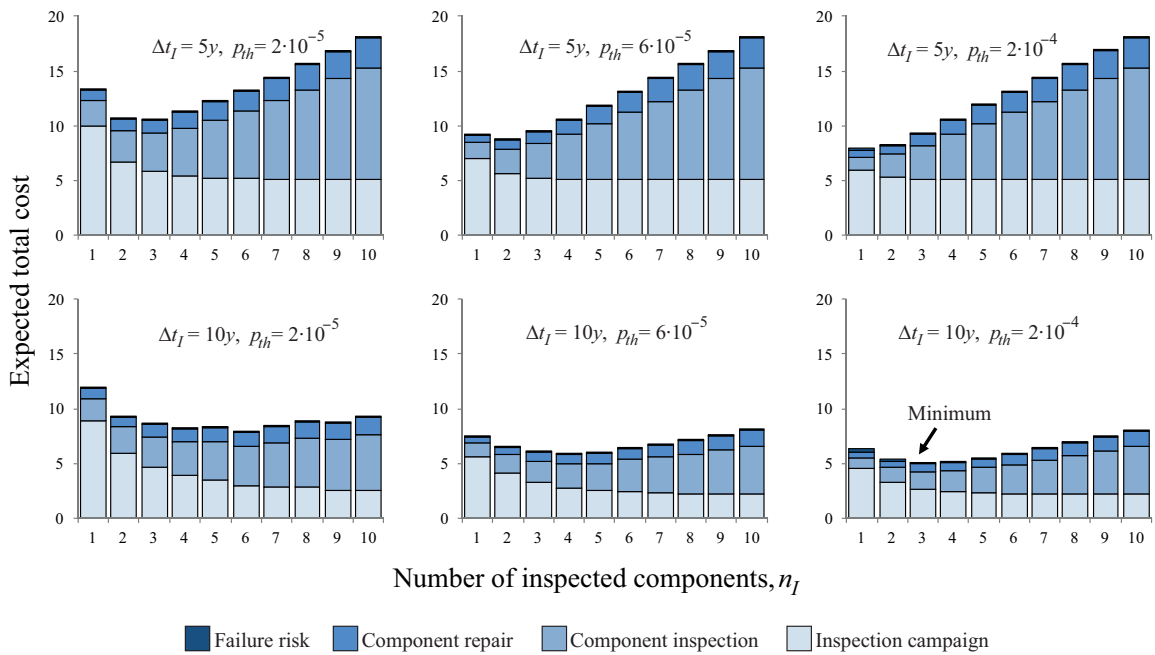 Expected total cost
20
15
10
5
0
Δt_I = 5y, p_th = 2·10⁻⁵
1 2 3 4 5 6 7 8 9 10
20
15
10
5
0
Δt_I = 5y, p_th = 6·10⁻⁵
1 2 3 4 5 6 7 8 9 10
20
15
10
5
0
Δt_I = 5y, p_th = 2·10⁻⁴
1 2 3 4 5 6 7 8 9 10
20
15
10
5
0
Δt_I = 10y, p_th = 2·10⁻⁵
1 2 3 4 5 6 7 8 9 10
20
15
10
5
0
Δt_I = 10y, p_th = 6·10⁻⁵
1 2 3 4 5 6 7 8 9 10
20
15
10
5
0
Δt_I = 10y, p_th = 2·10⁻⁴
Minimum
1 2 3 4 5 6 7 8 9 10
Number of inspected components, n_I
Failure risk Component repair Component inspection Inspection campaign